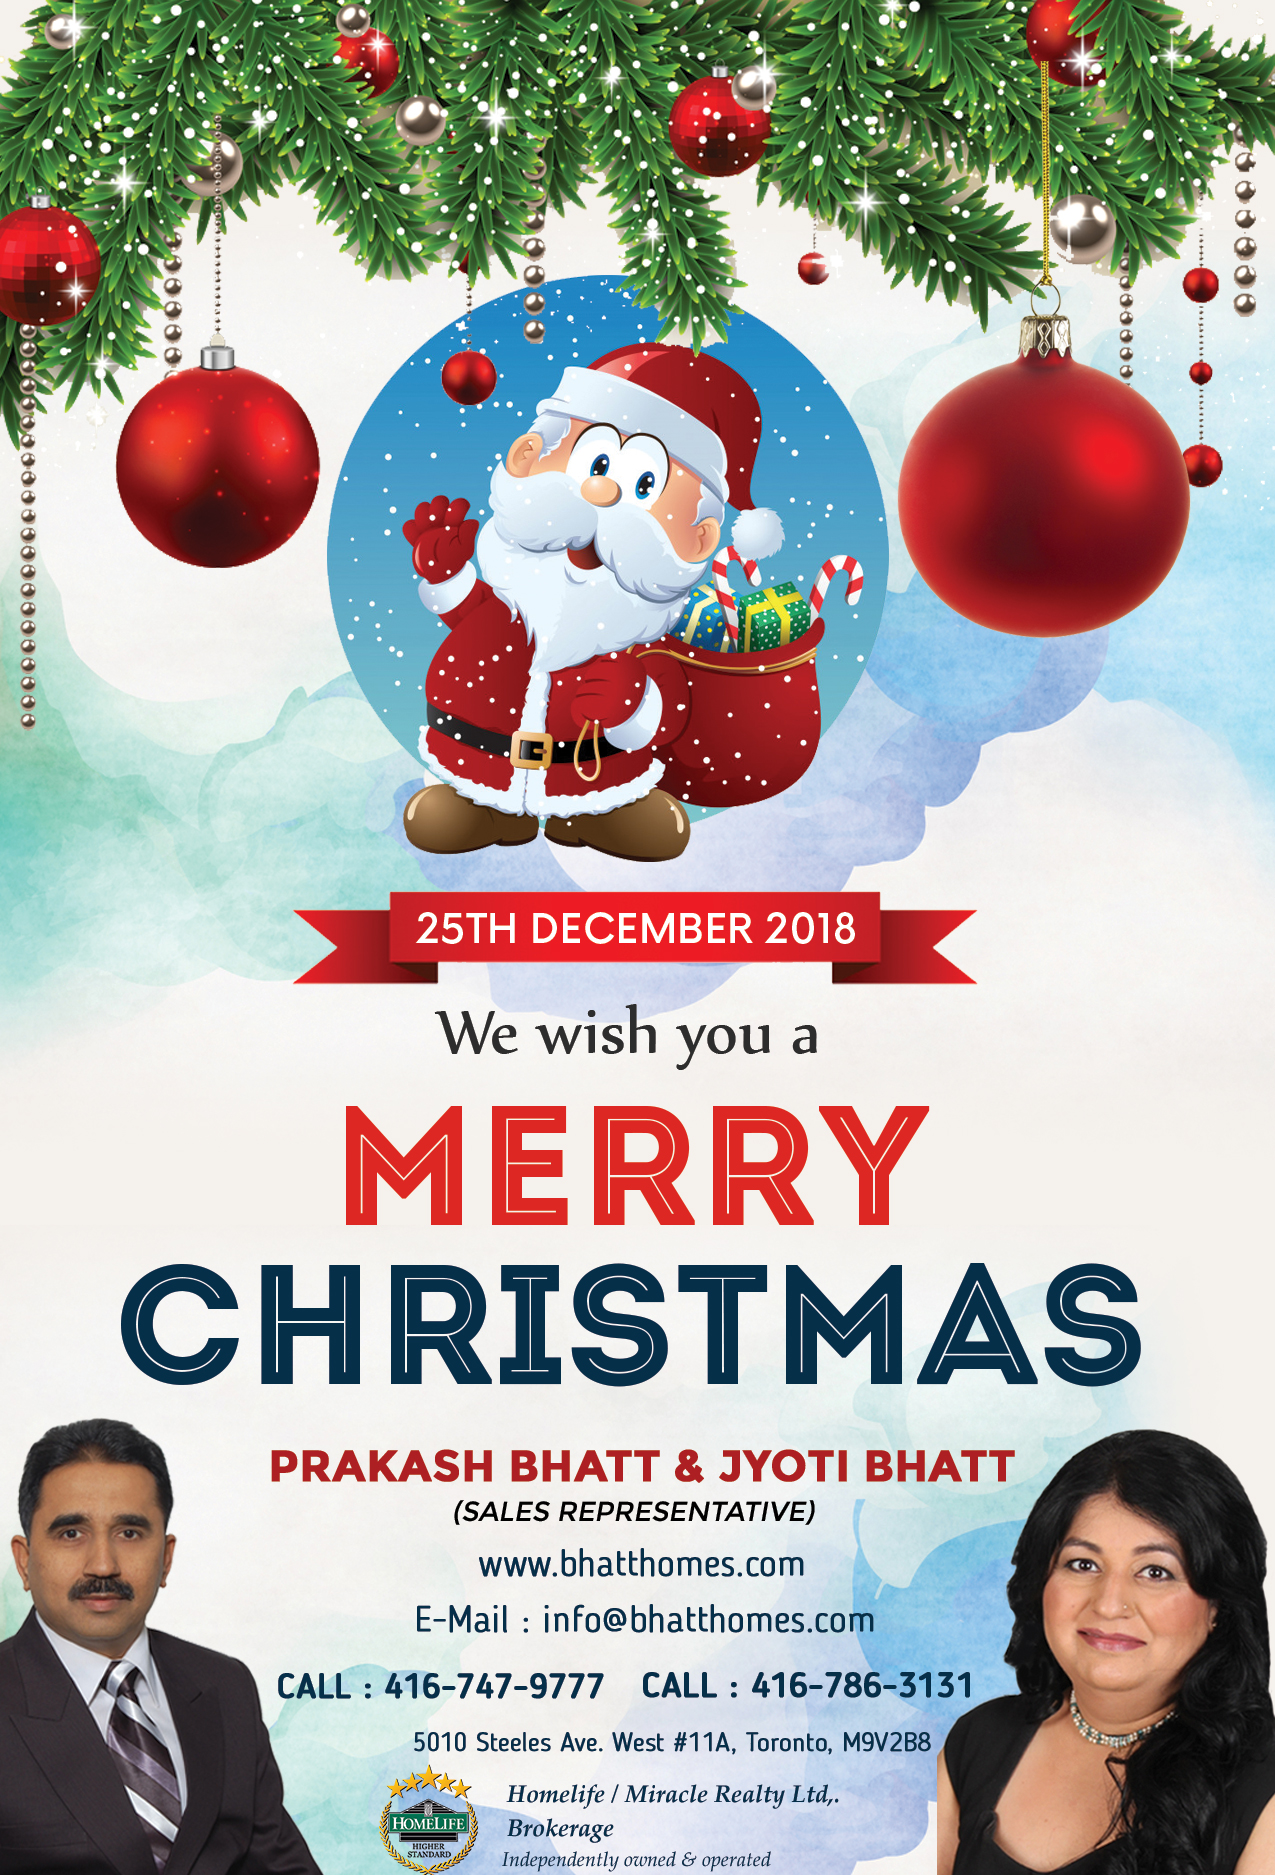 25TH DECEMBER 2018
We wish you a
MERRY
CHRISTMAS
PRAKASH BHATT & JYOTI BHATT
(SALES REPRESENTATIVE)
www.bhatthomes.com
E-Mail : info@bhatthomes.com
CALL : 416-747-9777 CALL : 416-786-3131
5010 Steeles Ave. West #11A, Toronto, M9V2B8
HOMELIFE
HIGHER
STANDARD
Homelife / Miracle Realty Ltd,.
Brokerage
Independently owned & operated